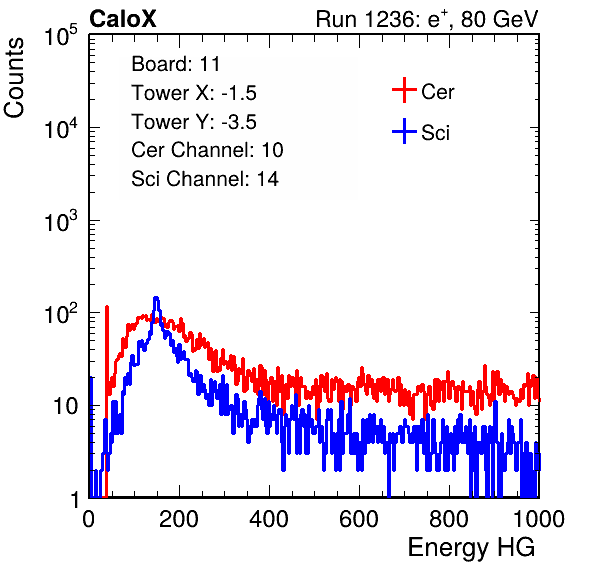 CaloX Run 1236: e⁺, 80 GeV
Board: 11
Tower X: -1.5
Tower Y: -3.5
Cer Channel: 10
Sci Channel: 14
Cer
Sci
Counts
10⁵
10⁴
10³
10²
10
1
0 200 400 600 800 1000
Energy HG